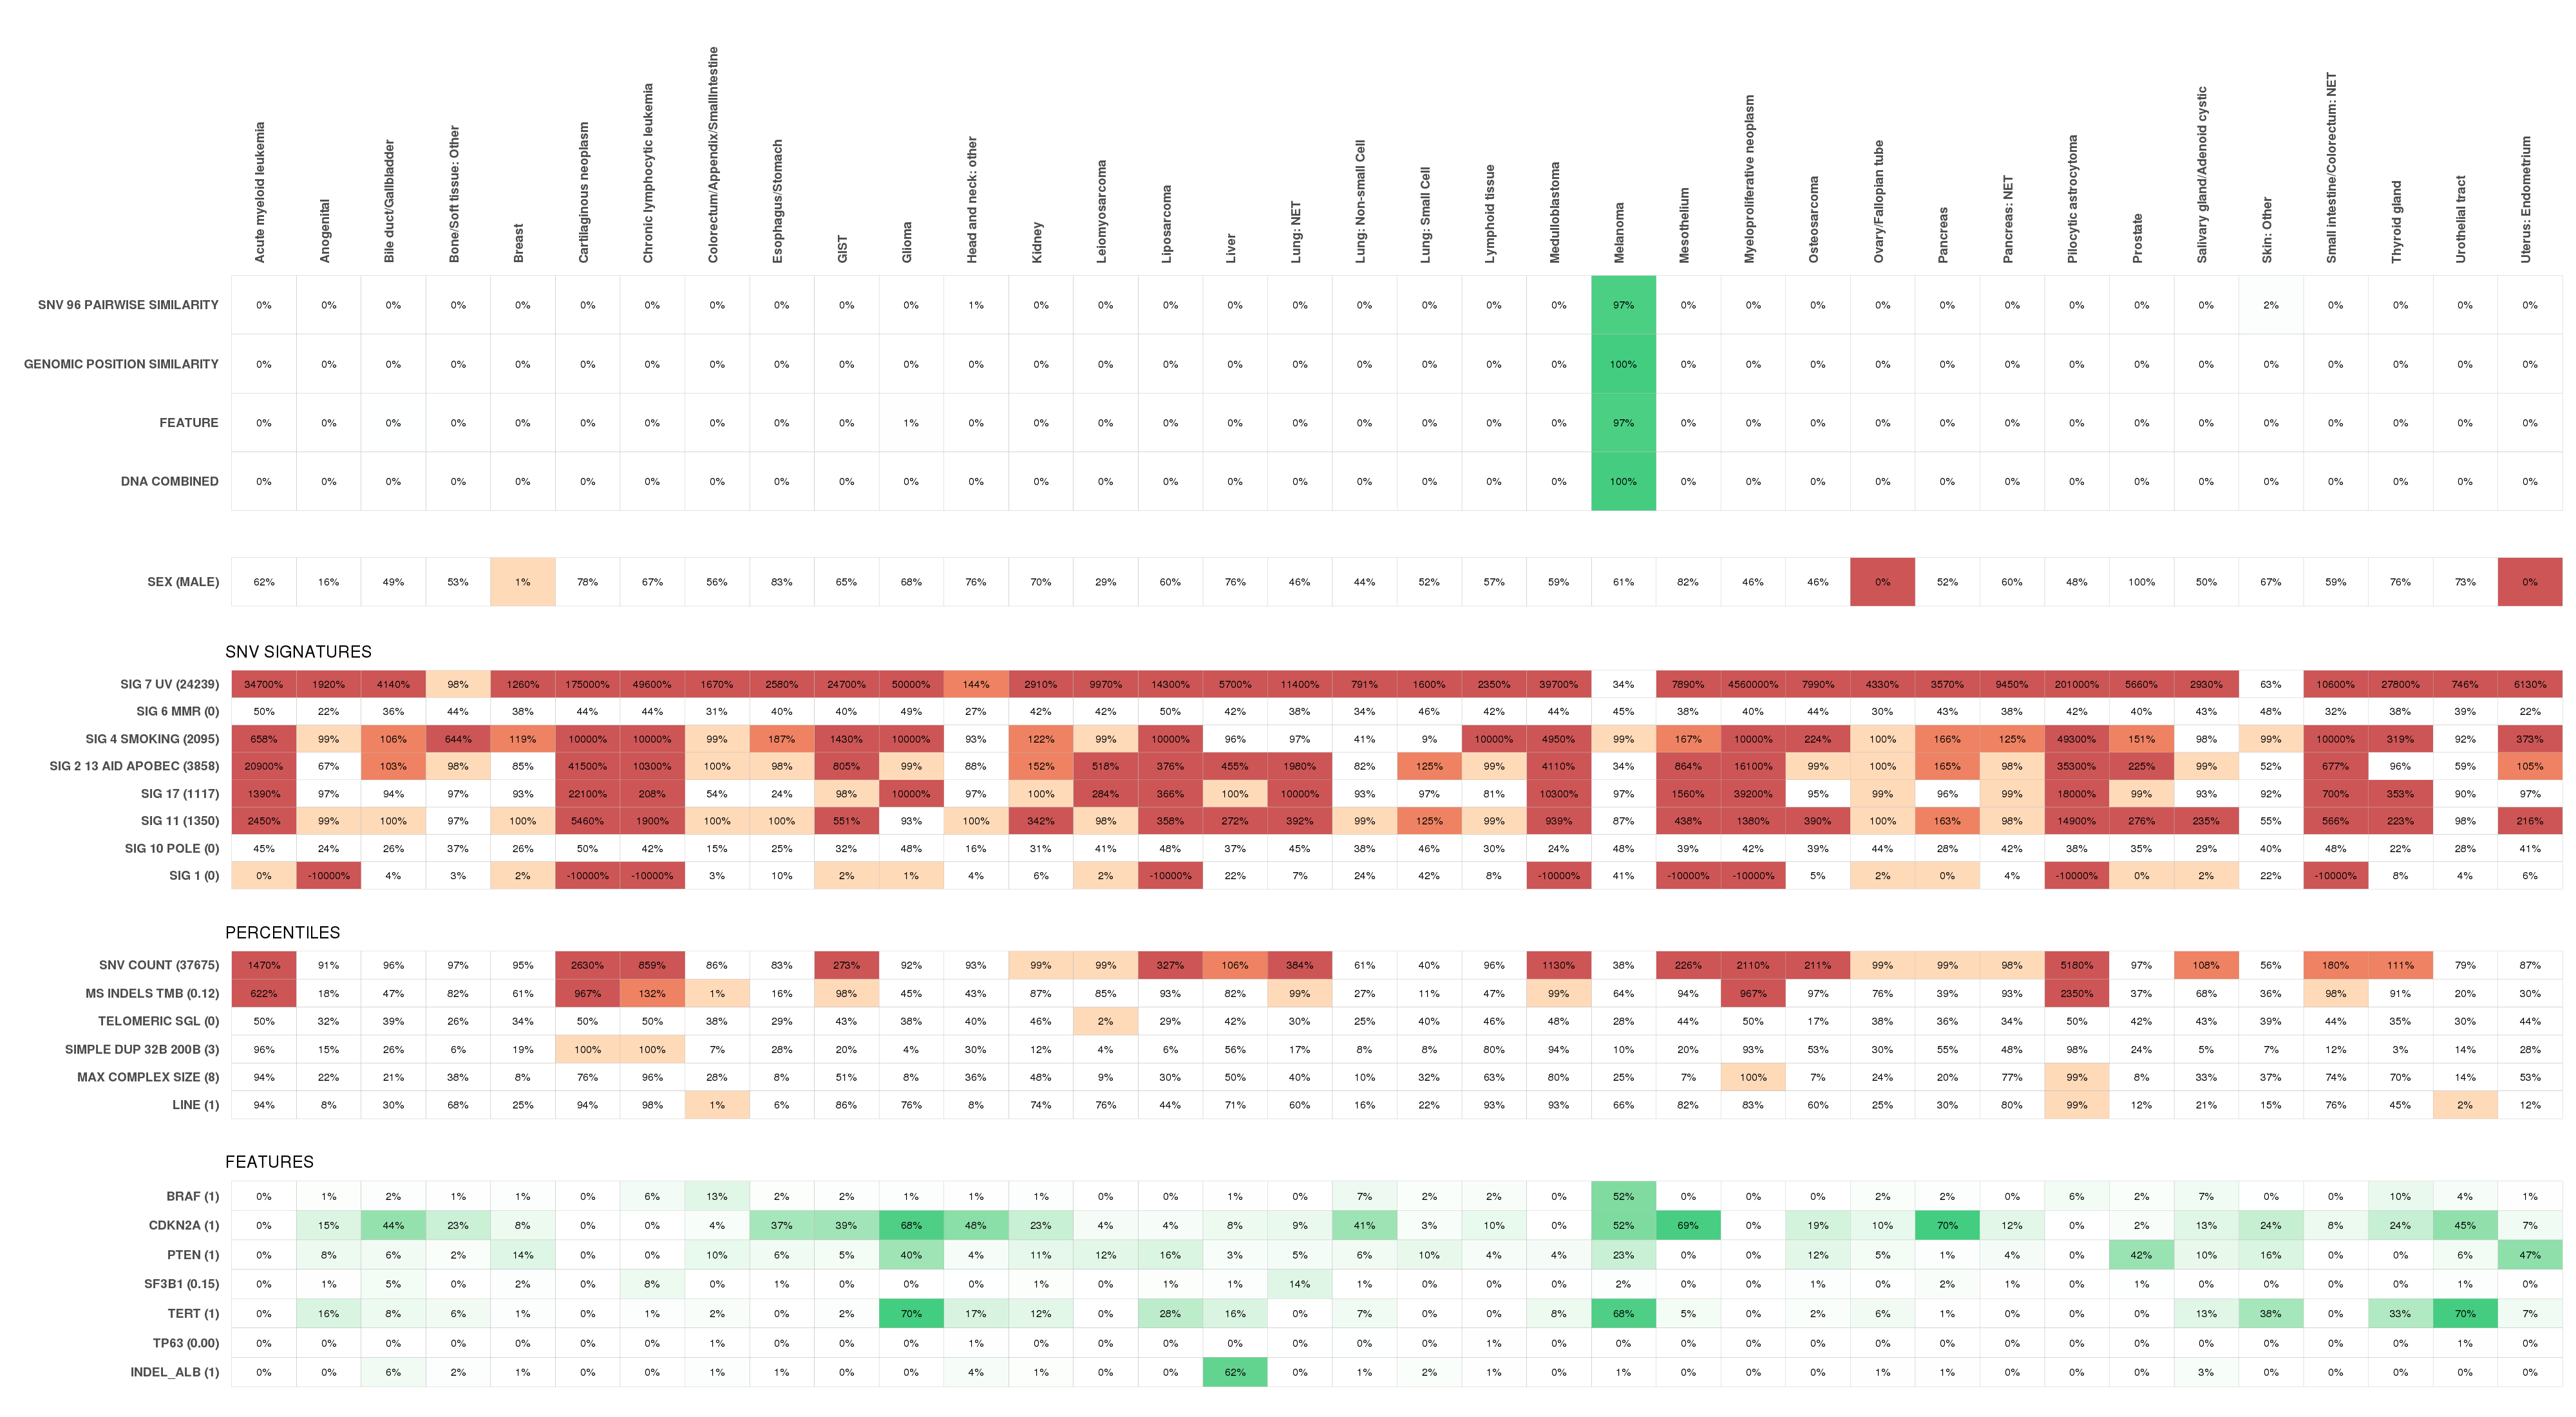 Acute myeloid leukemia Anogenital Bile duct/Gallbladder Bone/Soft tissue: Other Breast Cartilaginous neoplasm Chronic lymphocytic leukemia Colorectum/Appendix/SmallIntestine Esophagus/Stomach GIST Glioma Head and neck: other Kidney Leiomyosarcoma Liposarcoma Liver Lung: NET Lung: Non-small Cell Lung: Small Cell Lymphoid tissue Medulloblastoma Melanoma Mesothelium Myeloproliferative neoplasm Osteosarcoma Ovary/Fallopian tube Pancreas Pancreas: NET Pilocytic astrocytoma Prostate Salivary gland/Adenoid cystic Skin: Other Small intestine/Colorectum: NET Thyroid gland Urothelial tract Uterus: Endometrium
SNV 96 PAIRWISE SIMILARITY 0% 0% 0% 0% 0% 0% 0% 0% 0% 0% 0% 1% 0% 0% 0% 0% 0% 0% 0% 0% 0% 97% 0% 0% 0% 0% 0% 0% 0% 0% 0% 2% 0% 0% 0% 0%
GENOMIC POSITION SIMILARITY 0% 0% 0% 0% 0% 0% 0% 0% 0% 0% 0% 0% 0% 0% 0% 0% 0% 0% 0% 0% 0% 100% 0% 0% 0% 0% 0% 0% 0% 0% 0% 0% 0% 0% 0% 0%
FEATURE 0% 0% 0% 0% 0% 0% 0% 0% 0% 0% 1% 0% 0% 0% 0% 0% 0% 0% 0% 0% 0% 97% 0% 0% 0% 0% 0% 0% 0% 0% 0% 0% 0% 0% 0% 0%
DNA COMBINED 0% 0% 0% 0% 0% 0% 0% 0% 0% 0% 0% 0% 0% 0% 0% 0% 0% 0% 0% 0% 0% 100% 0% 0% 0% 0% 0% 0% 0% 0% 0% 0% 0% 0% 0% 0%
SEX (MALE) 62% 16% 49% 53% 1% 78% 67% 56% 83% 65% 68% 76% 70% 29% 60% 76% 46% 44% 52% 57% 59% 61% 82% 46% 46% 0% 52% 60% 48% 100% 50% 67% 59% 76% 73% 0%
SNV SIGNATURES
SIG 7 UV (24239) 34700% 1920% 4140% 98% 1260% 175000% 49600% 1670% 2580% 24700% 50000% 144% 2910% 9970% 14300% 5700% 11400% 791% 1600% 2350% 39700% 34% 7890% 4560000% 7990% 4330% 3570% 9450% 201000% 5660% 2930% 63% 10600% 27800% 746% 6130%
SIG 6 MMR (0) 50% 22% 36% 44% 38% 44% 44% 31% 40% 40% 49% 27% 42% 42% 50% 42% 38% 34% 46% 42% 44% 45% 38% 40% 44% 30% 43% 38% 42% 40% 43% 48% 32% 38% 39% 22%
SIG 4 SMOKING (2095) 658% 99% 106% 644% 119% 10000% 10000% 99% 187% 1430% 10000% 93% 122% 99% 10000% 96% 97% 41% 9% 10000% 4950% 99% 167% 10000% 224% 100% 166% 125% 49300% 151% 98% 99% 10000% 319% 92% 373%
SIG 2 13 AID APOBEC (3858) 20900% 67% 103% 98% 85% 41500% 10300% 100% 98% 805% 99% 88% 152% 518% 376% 455% 1980% 82% 125% 99% 4110% 34% 864% 16100% 99% 100% 165% 98% 35300% 225% 99% 52% 677% 96% 59% 105%
SIG 17 (1117) 1390% 97% 94% 97% 93% 22100% 208% 54% 24% 98% 10000% 97% 100% 284% 366% 100% 10000% 93% 97% 81% 10300% 97% 1560% 39200% 95% 99% 96% 99% 18000% 99% 93% 92% 700% 353% 90% 97%
SIG 11 (1350) 2450% 99% 100% 97% 100% 5460% 1900% 100% 100% 551% 93% 100% 342% 98% 358% 272% 392% 99% 125% 99% 939% 87% 438% 1380% 390% 100% 163% 98% 14900% 276% 235% 55% 566% 223% 98% 216%
SIG 10 POLE (0) 45% 24% 26% 37% 26% 50% 42% 15% 25% 32% 48% 16% 31% 41% 48% 37% 45% 38% 46% 30% 24% 48% 39% 42% 39% 44% 28% 42% 38% 35% 29% 40% 48% 22% 28% 41%
SIG 1 (0) 0% -10000% 4% 3% 2% -10000% -10000% 3% 10% 2% 1% 4% 6% 2% -10000% 22% 7% 24% 42% 8% -10000% 41% -10000% -10000% 5% 2% 0% 4% -10000% 0% 2% 22% -10000% 8% 4% 6%
PERCENTILES
SNV COUNT (37675) 1470% 91% 96% 97% 95% 2630% 859% 86% 83% 273% 92% 93% 99% 99% 327% 106% 384% 61% 40% 96% 1130% 38% 226% 2110% 211% 99% 99% 98% 5180% 97% 108% 56% 180% 111% 79% 87%
MS INDELS TMB (0.12) 622% 18% 47% 82% 61% 967% 132% 1% 16% 98% 45% 43% 87% 85% 93% 82% 99% 27% 11% 47% 99% 64% 94% 967% 97% 76% 39% 93% 2350% 37% 68% 36% 98% 91% 20% 30%
TELOMERIC SGL (0) 50% 32% 39% 26% 34% 50% 50% 38% 29% 43% 38% 40% 46% 2% 29% 42% 30% 25% 40% 46% 48% 28% 44% 50% 17% 38% 36% 34% 50% 42% 43% 39% 44% 35% 30% 44%
SIMPLE DUP 32B 200B (3) 96% 15% 26% 6% 19% 100% 100% 7% 28% 20% 4% 30% 12% 4% 6% 56% 17% 8% 8% 80% 94% 10% 20% 93% 53% 30% 55% 48% 98% 24% 5% 7% 12% 3% 14% 28%
MAX COMPLEX SIZE (8) 94% 22% 21% 38% 8% 76% 96% 28% 8% 51% 8% 36% 48% 9% 30% 50% 40% 10% 32% 63% 80% 25% 7% 100% 7% 24% 20% 77% 99% 8% 33% 37% 74% 70% 14% 53%
LINE (1) 94% 8% 30% 68% 25% 94% 98% 1% 6% 86% 76% 8% 74% 76% 44% 71% 60% 16% 22% 93% 93% 66% 82% 83% 60% 25% 30% 80% 99% 12% 21% 15% 76% 45% 2% 12%
FEATURES
BRAF (1) 0% 1% 2% 1% 1% 0% 6% 13% 2% 2% 1% 1% 1% 0% 0% 1% 0% 7% 2% 2% 0% 52% 0% 0% 0% 2% 2% 0% 6% 2% 7% 0% 0% 10% 4% 1%
CDKN2A (1) 0% 15% 44% 23% 8% 0% 0% 4% 37% 39% 68% 48% 23% 4% 4% 8% 9% 41% 3% 10% 0% 52% 69% 0% 19% 10% 70% 12% 0% 2% 13% 24% 8% 24% 45% 7%
PTEN (1) 0% 8% 6% 2% 14% 0% 0% 10% 6% 5% 40% 4% 11% 12% 16% 3% 5% 6% 10% 4% 4% 23% 0% 0% 12% 5% 1% 4% 0% 42% 10% 16% 0% 0% 6% 47%
SF3B1 (0.15) 0% 1% 5% 0% 2% 0% 8% 0% 1% 0% 0% 0% 1% 0% 1% 1% 14% 1% 0% 0% 0% 2% 0% 0% 1% 0% 2% 1% 0% 1% 0% 0% 0% 0% 1% 0%
TERT (1) 0% 16% 8% 6% 1% 0% 1% 2% 0% 2% 70% 17% 12% 0% 28% 16% 0% 7% 0% 0% 8% 68% 5% 0% 2% 6% 1% 0% 0% 0% 13% 38% 0% 33% 70% 7%
TP63 (0.00) 0% 0% 0% 0% 0% 0% 0% 1% 0% 0% 0% 1% 0% 0% 0% 0% 0% 0% 0% 1% 0% 0% 0% 0% 0% 0% 0% 0% 0% 0% 0% 0% 0% 0% 1% 0%
INDEL_ALB (1) 0% 0% 6% 2% 1% 0% 0% 1% 1% 0% 0% 4% 1% 0% 0% 62% 0% 1% 2% 1% 0% 1% 0% 0% 0% 1% 1% 0% 0% 0% 3% 0% 0% 0% 0% 0%